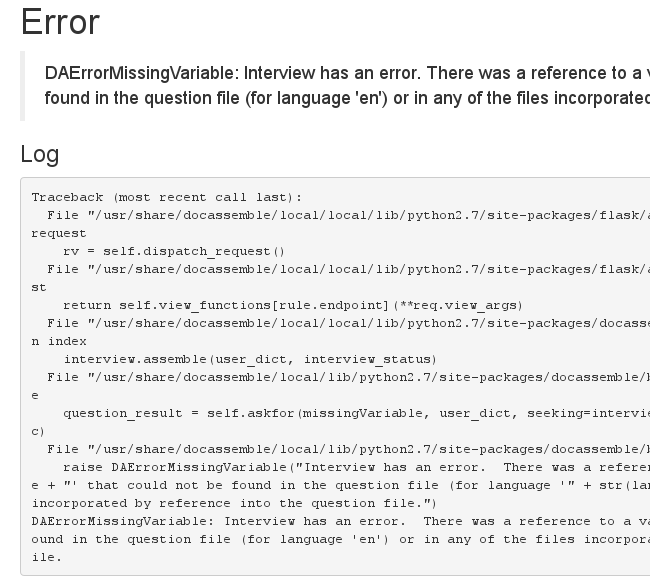 Error
DAErrorMissingVariable: Interview has an error. There was a reference to a
found in the question file (for language 'en') or in any of the files incorporated
Log
Traceback (most recent call last):
File "/usr/share/docassemble/local/local/lib/python2.7/site-packages/flask/
request
rv = self.dispatch_request()
File "/usr/share/docassemble/local/local/lib/python2.7/site-packages/flask/
st
return self.view_functions[rule.endpoint](**req.view_args)
File "/usr/share/docassemble/local/local/lib/python2.7/site-packages/docasse
n index
interview.assemble(user_dict, interview_status)
File "/usr/share/docassemble/local/local/lib/python2.7/site-packages/docassemble/
e
question_result = self.askfor(missingVariable, user_dict, seeking=intervie
c)
File "/usr/share/docassemble/local/local/lib/python2.7/site-packages/docassemble/
raise DAErrorMissingVariable("Interview has an error.  There was a referen
e + "' that could not be found in the question file (for language '" + str(lan
incorporated by reference into the question file.")
DAErrorMissingVariable: Interview has an error.  There was a reference to a va
ound in the question file (for language 'en') or in any of the files incorpora
ile.